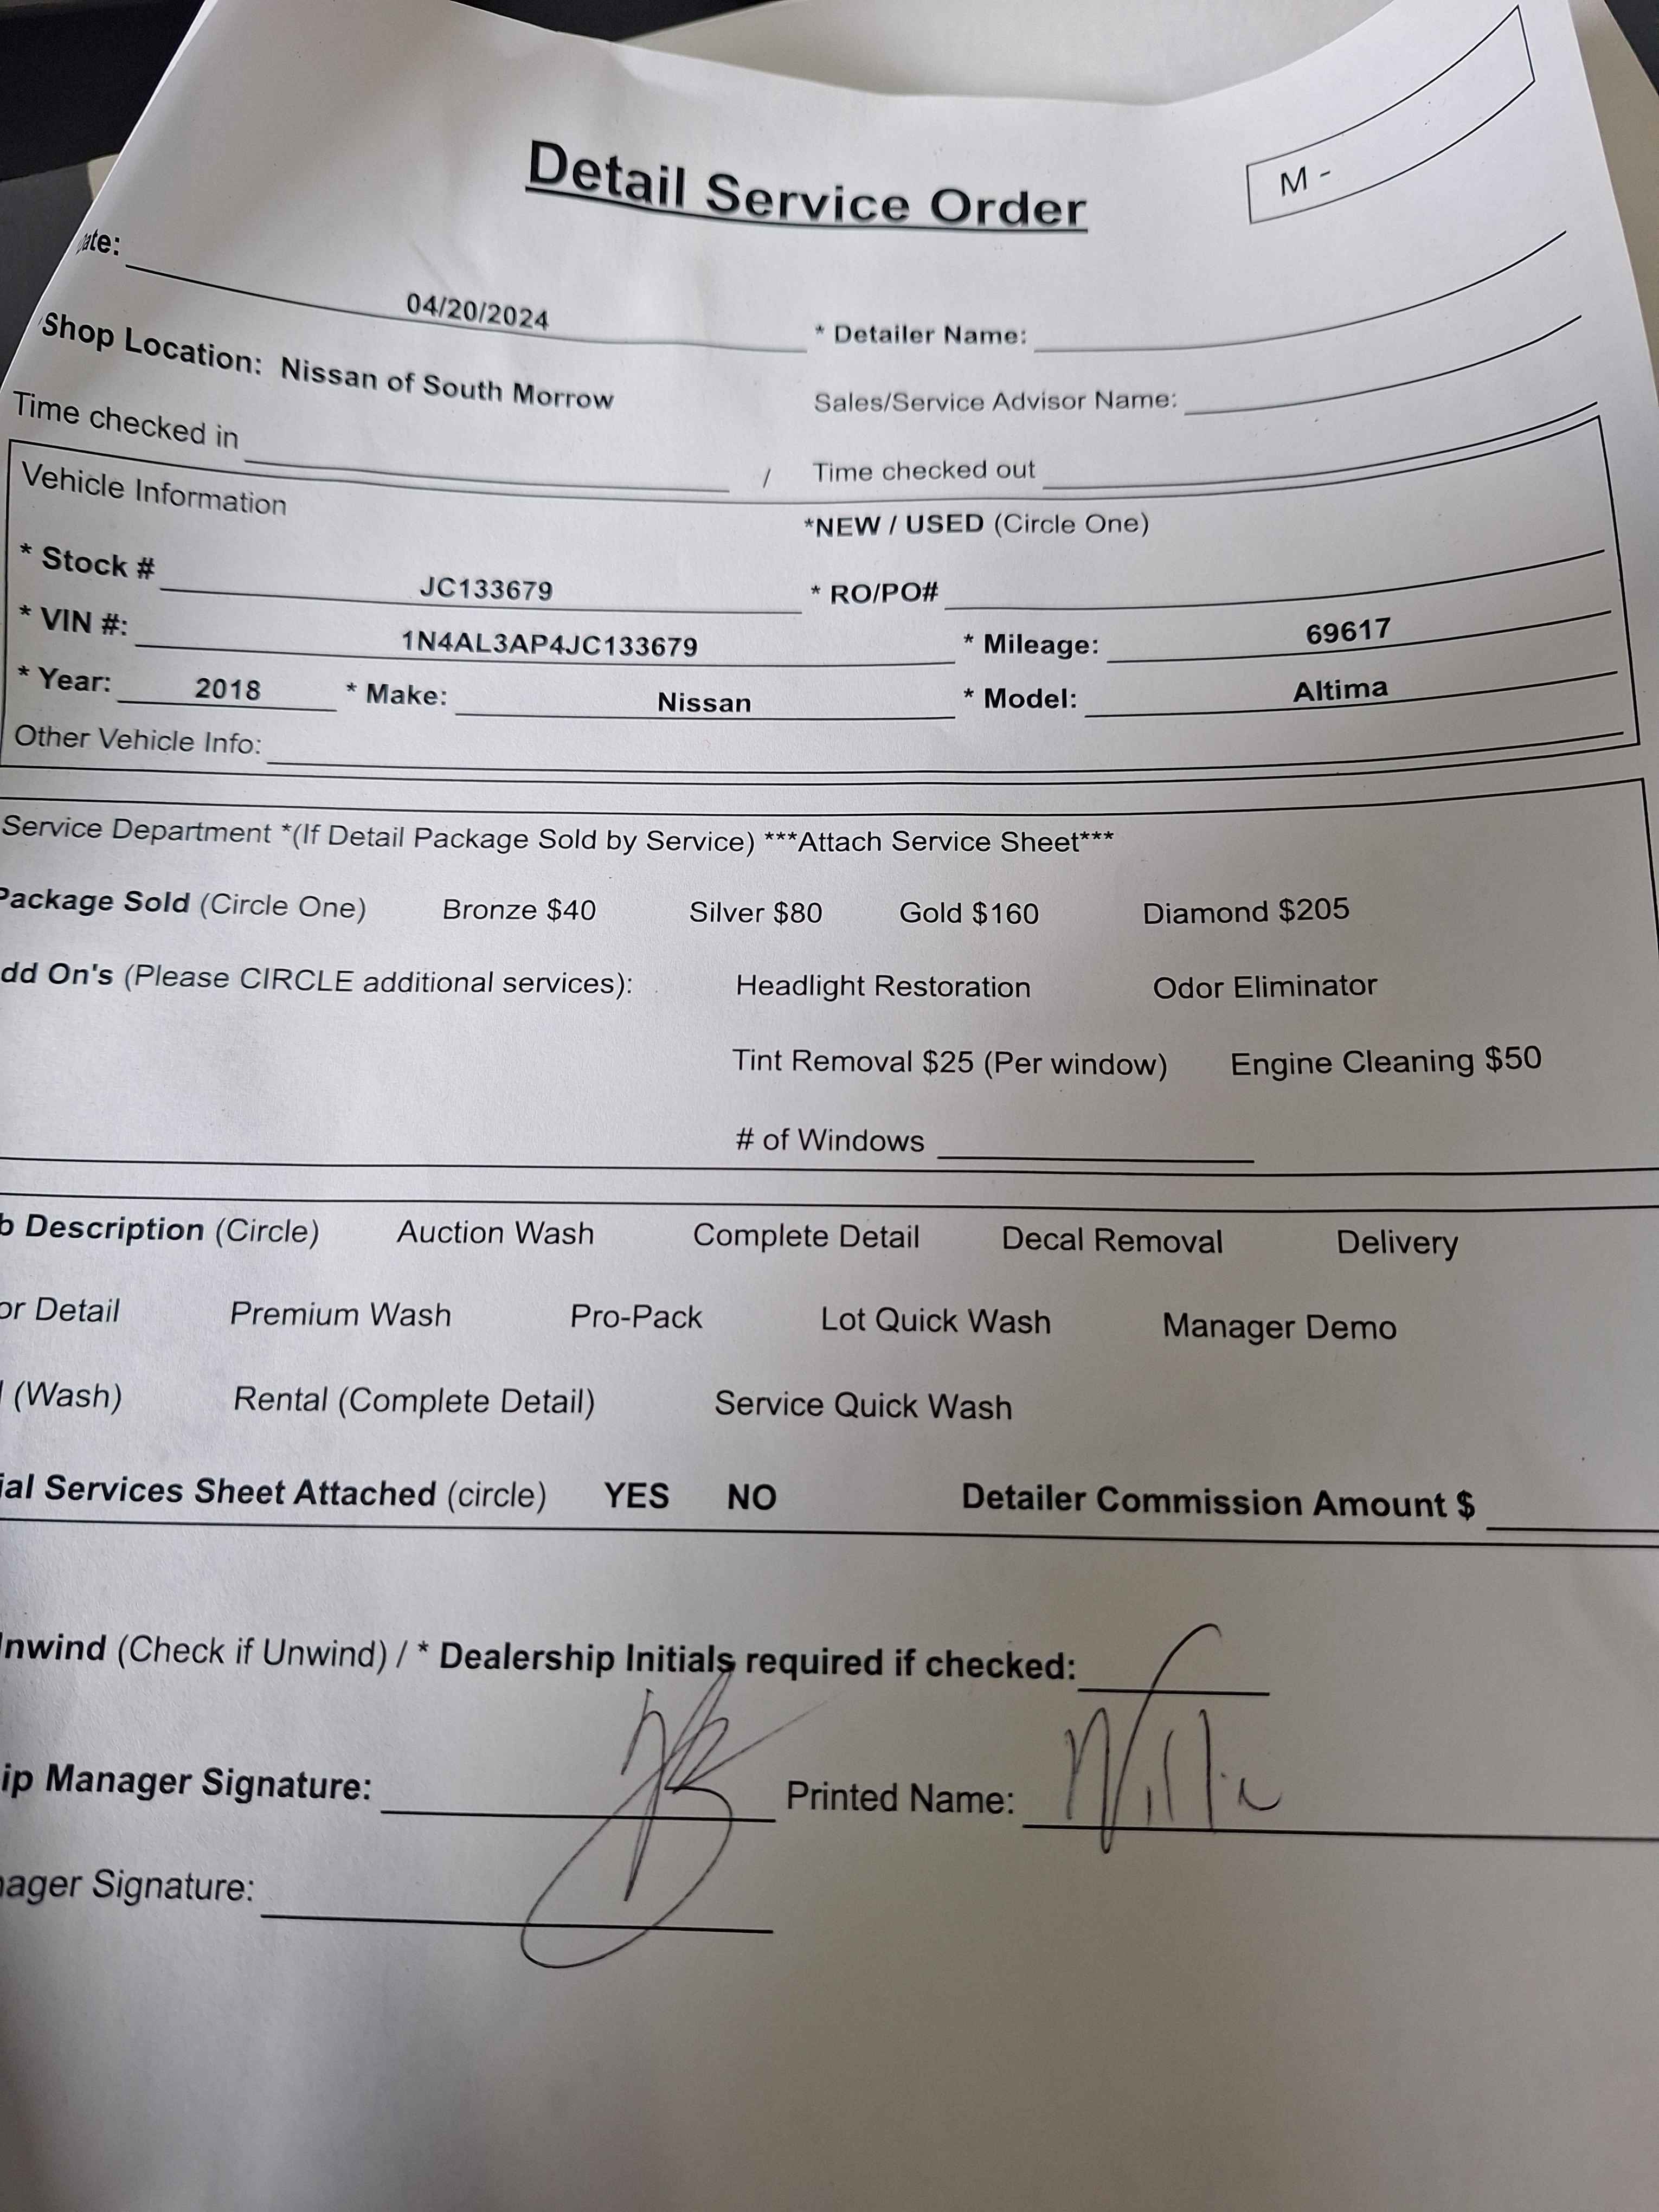 Detail Service Order
M -
ate: 04/20/2024 * Detailer Name:
Shop Location: Nissan of South Morrow Sales/Service Advisor Name:
Time checked in / Time checked out
Vehicle Information *NEW / USED (Circle One)
* Stock # JC133679 * RO/PO#
* VIN #: 1N4AL3AP4JC133679 * Mileage: 69617
* Year: 2018 * Make: Nissan * Model: Altima
Other Vehicle Info:
Service Department *(If Detail Package Sold by Service) ***Attach Service Sheet***
Package Sold (Circle One) Bronze $40 Silver $80 Gold $160 Diamond $205
dd On's (Please CIRCLE additional services): Headlight Restoration Odor Eliminator
Tint Removal $25 (Per window) Engine Cleaning $50
# of Windows
b Description (Circle) Auction Wash Complete Detail Decal Removal Delivery
or Detail Premium Wash Pro-Pack Lot Quick Wash Manager Demo
l (Wash) Rental (Complete Detail) Service Quick Wash
ial Services Sheet Attached (circle) YES NO Detailer Commission Amount $
nwind (Check if Unwind) / * Dealership Initials required if checked:
ip Manager Signature: Printed Name:
ager Signature: